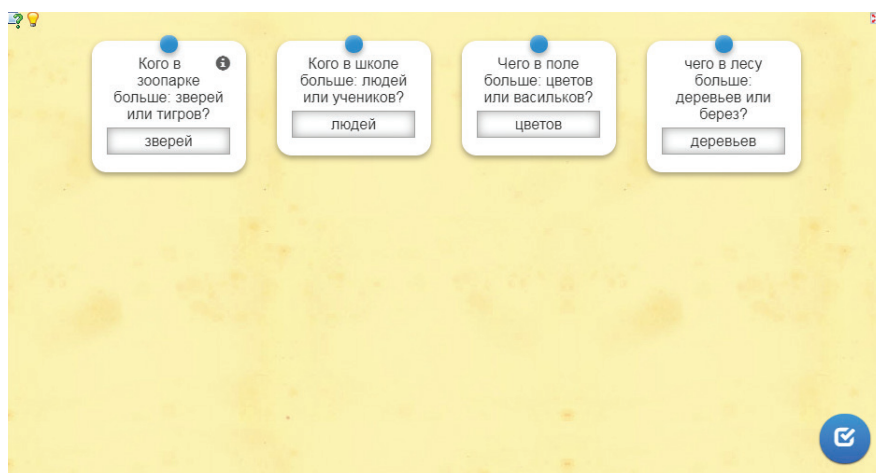 Кого в
зоопарке
больше: зверей
или тигров?
зверей
Кого в школе
больше: людей
или учеников?
людей
Чего в поле
больше: цветов
или васильков?
цветов
чего в лесу
больше:
деревьев или
берез?
деревьев